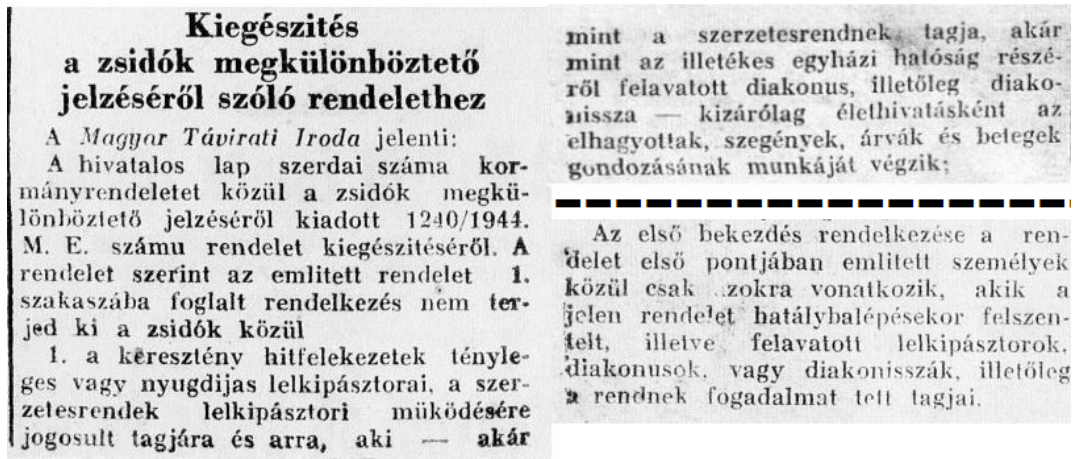 Kiegészités
a zsidók megkülönböztető
jelzéséről szóló rendelethez
A Magyar Távirati Iroda jelenti:
A hivatalos lap szerdai száma kor-
mányrendeletet közül a zsidók megkü-
lönböztető jelzéséről kiadott 1240/1944.
M. E. számu rendelet kiegészitéséről. A
rendelet szerint az emlitett rendelet 1.
szakaszába foglalt rendelkezés nem ter-
jed ki a zsidók közül
1. a keresztény hitfelekezetek tényle-
ges vagy nyugdijas lelkipásztorai, a szer-
zetesrendek lelkipásztori müködésére
jogosult tagjára és arra, aki — akár
mint a szerzetesrendnek tagja, akár
mint az illetékes egyházi hatóság részé-
ről felavatott diakonus, illetőleg diako-
nissza — kizárólag élethivatásként az
elhagyottak, szegények, árvák és betegek
gondozásának munkáját végzik;
Az első bekezdés rendelkezése a ren-
delet első pontjában emlitett személyek
közül csak zokra vonatkozik, akik a
jelen rendelet hatálybalépésekor felszen-
telt, illetve felavatott lelkipásztorok,
diakonusok, vagy diakonisszák, illetőleg
a rendnek fogadalmat tett tagjai.